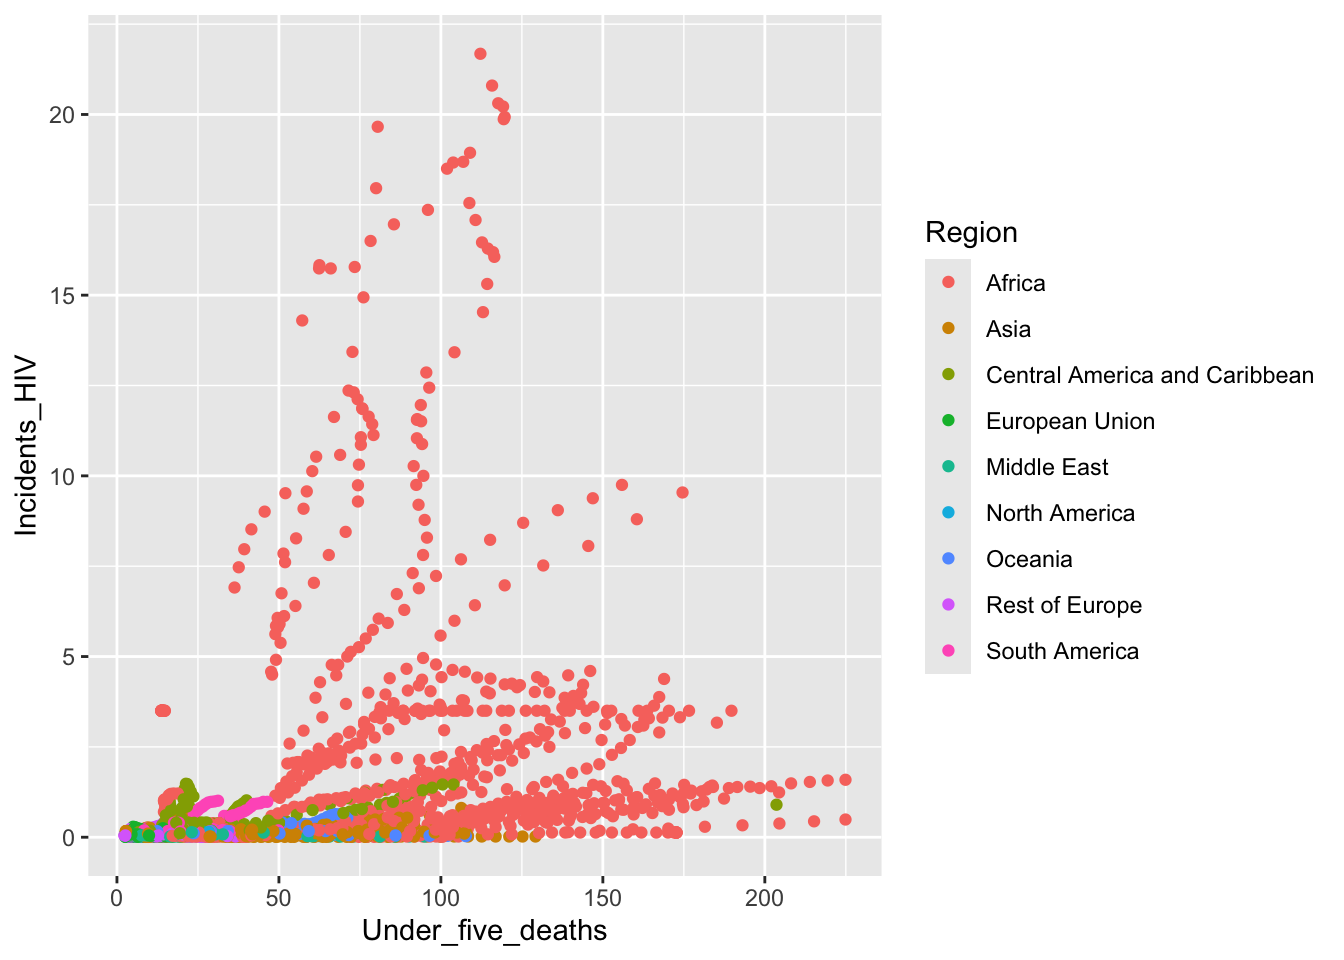 20
15
10
5
0
0
50
100
150
200
Incidents_HIV
Under_five_deaths
Region
Africa
Asia
Central America and Caribbean
European Union
Middle East
North America
Oceania
Rest of Europe
South America